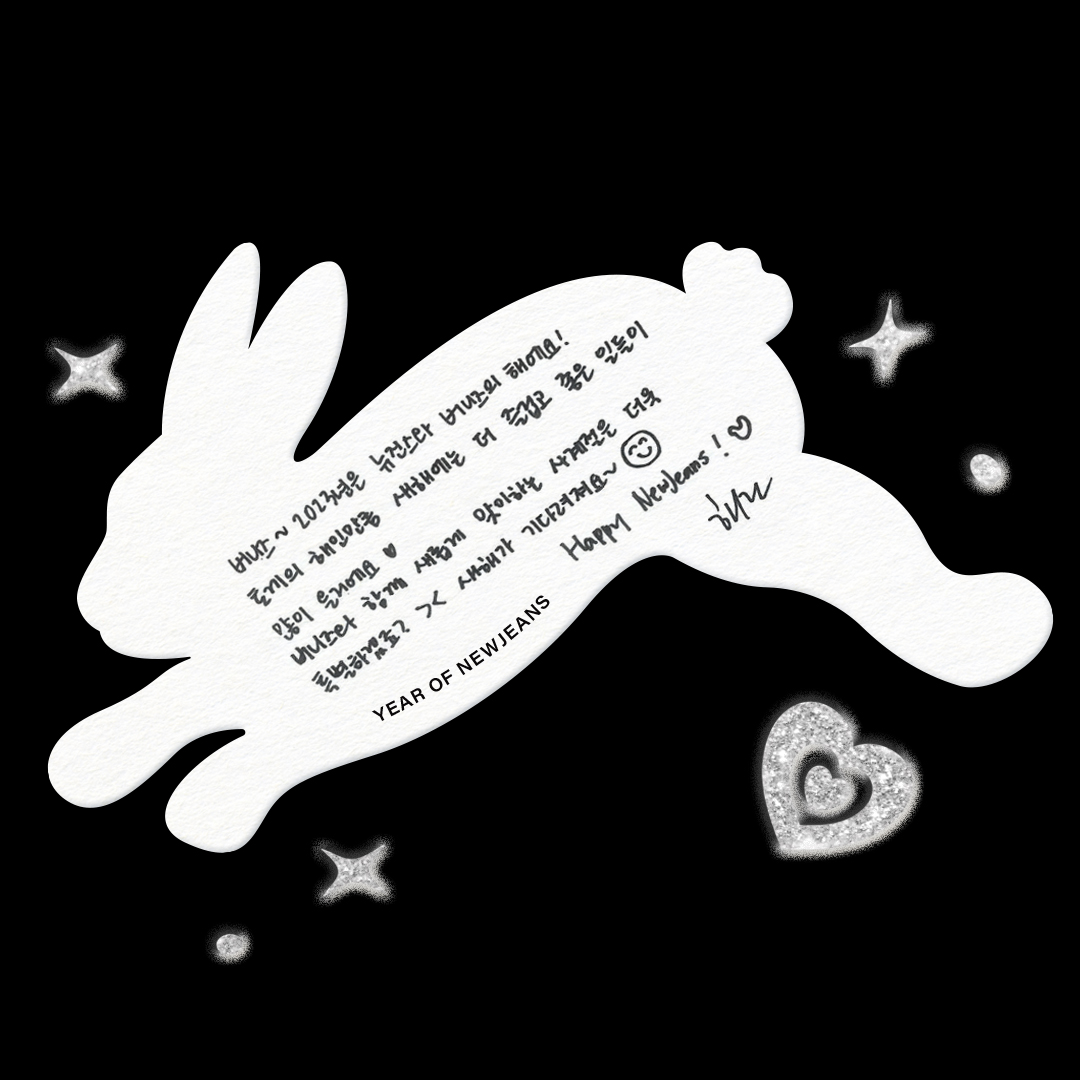 버니즈~ 2023년은 뉴진스랑 버니즈의 해예요!
토끼의 해인만큼 새해에는 더 즐겁고 좋은 일들이
많이 올거예요 ♥
버니즈랑 함께 새롭게 맞이하는 사계절은 더욱
특별하겠죠? >< 새해가 기다려져요~
Happy NewJeans! ♡
YEAR OF NEWJEANS